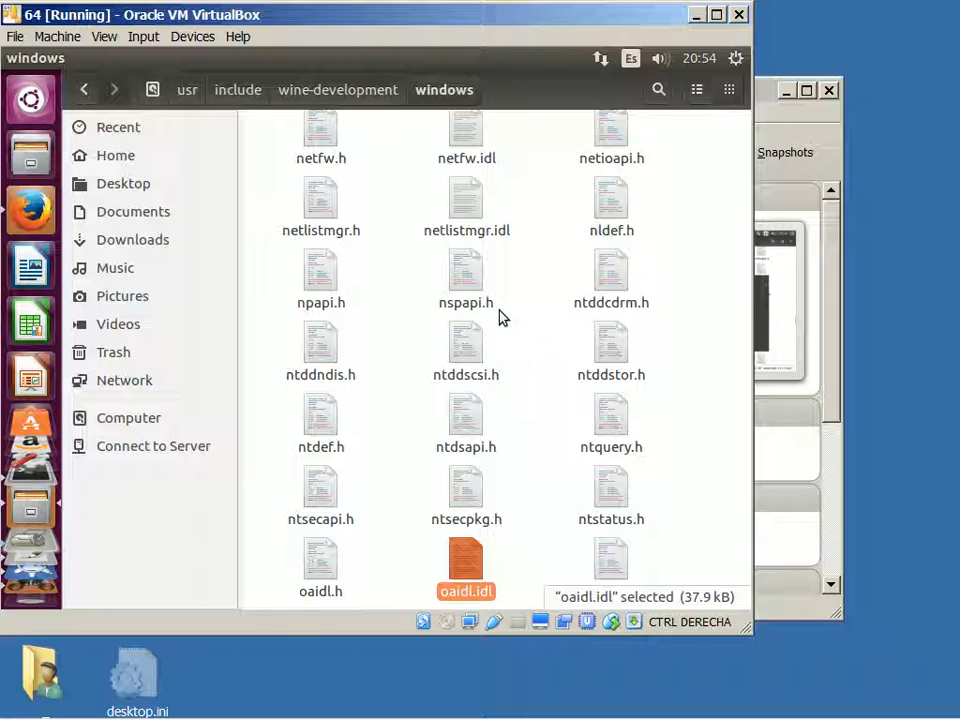 64 [Running] - Oracle VM VirtualBox
File Machine View Input Devices Help
windows
Es
20:54
usr include wine-development windows
Snapshots
Recent
Home
Desktop
Documents
Downloads
Music
Pictures
Videos
Trash
Network
Computer
Connect to Server
netfw.h netfw.idl netioapi.h
netlistmgr.h netlistmgr.idl nldef.h
npapi.h nspapi.h ntddcdrm.h
ntddndis.h ntddscsi.h ntddstor.h
ntdef.h ntdsapi.h ntquery.h
ntsecapi.h ntsecpkg.h ntstatus.h
oaidl.h oaidl.idl
“oaidl.idl” selected (37.9 kB)
CTRL DERECHA
desktop.ini